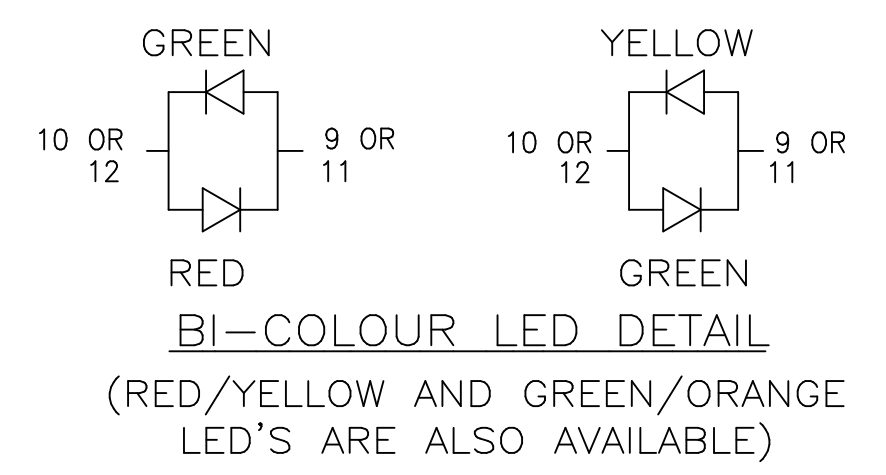 GREEN
10 OR
12
9 OR
11
RED
YELLOW
10 OR
12
9 OR
11
GREEN
BI-COLOUR LED DETAIL
(RED/YELLOW AND GREEN/ORANGE
LED'S ARE ALSO AVAILABLE)